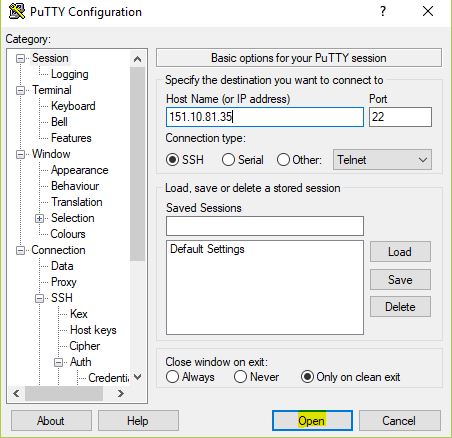 PuTTY Configuration
?
Category:
Session
Logging
Terminal
Keyboard
Bell
Features
Window
Appearance
Behaviour
Translation
Selection
Colours
Connection
Data
Proxy
SSH
Kex
Host keys
Cipher
Auth
Basic options for your PuTTY session
Specify the destination you want to connect to
Host Name (or IP address) Port
151.10.81.35 22
Connection type:
SSH Serial Other: Telnet
Load, save or delete a stored session
Saved Sessions
Default Settings
Load
Save
Delete
Close window on exit:
Always Never Only on clean exit
About Help Open Cancel